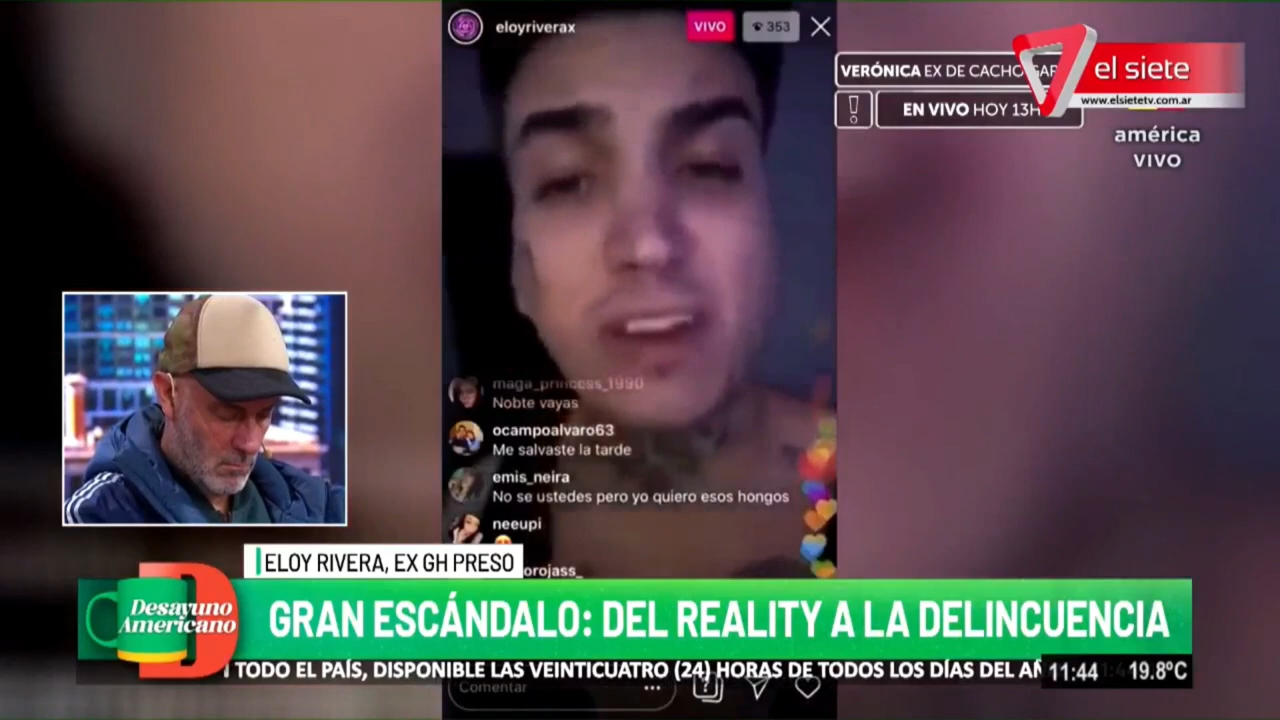 eloyriverax
VIVO
353
VERÓNICA EX DE CACHO GAR
EN VIVO HOY 13H
el siete
www.elsietetv.com.ar
américa
VIVO
maga_princess_1990
Nobte vayas
ocampoalvaro63
Me salvaste la tarde
emis_neira
No se ustedes pero yo quiero esos hongos
neeupi
orojass_
ELOY RIVERA, EX GH PRESO
Desayuno
Americano
GRAN ESCÁNDALO: DEL REALITY A LA DELINCUENCIA
TODO EL PAÍS, DISPONIBLE LAS VEINTICUATRO (24) HORAS DE TODOS LOS DÍAS DEL AÑ
11:44
19.8°C
Comentar